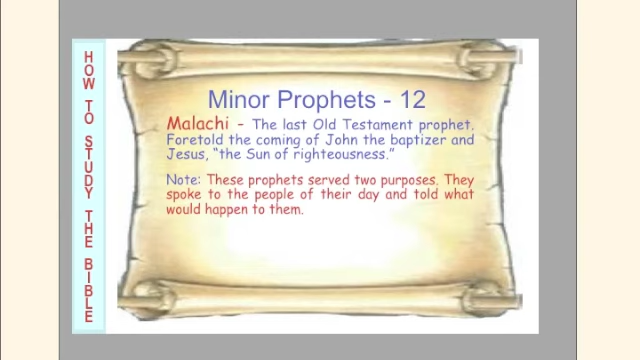 HOW TO STUDY THE BIBLE
Minor Prophets - 12
Malachi - The last Old Testament prophet.
Foretold the coming of John the baptizer and
Jesus, “the Sun of righteousness.”
Note: These prophets served two purposes. They
spoke to the people of their day and told what
would happen to them.